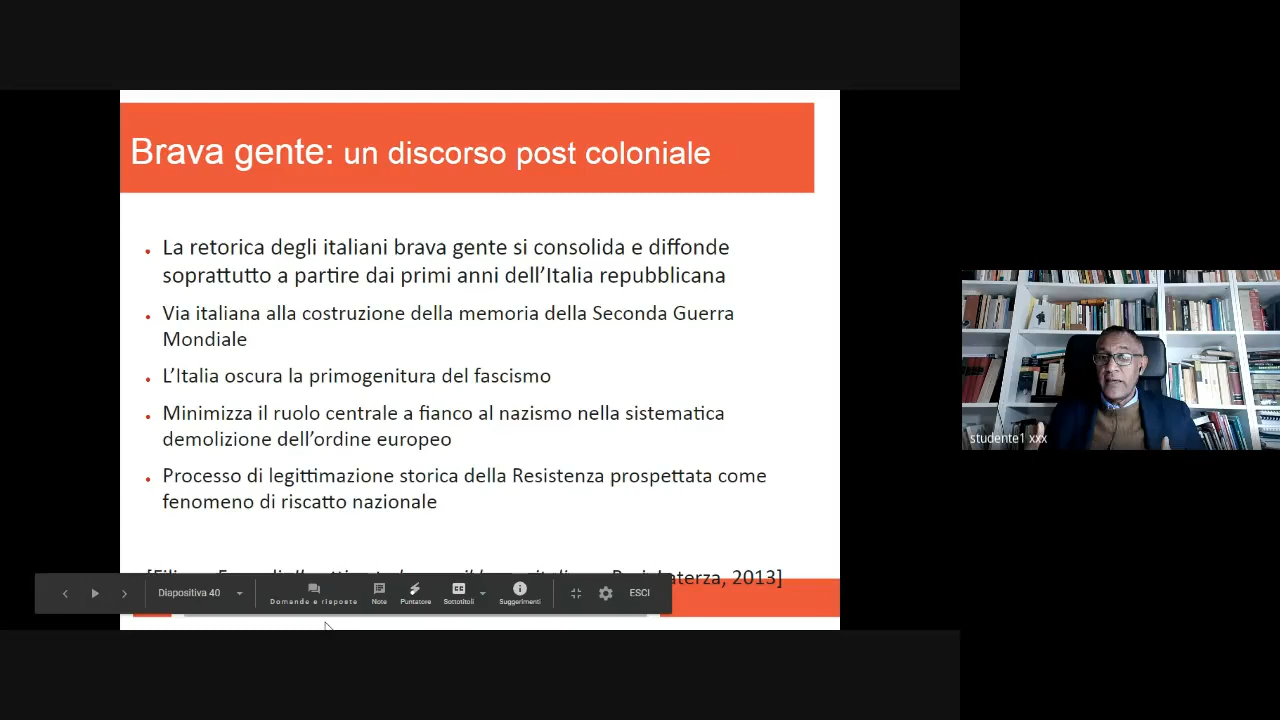 Brava gente: un discorso post coloniale
La retorica degli italiani brava gente si consolida e diffonde
soprattutto a partire dai primi anni dell’Italia repubblicana
Via italiana alla costruzione della memoria della Seconda Guerra
Mondiale
L’Italia oscura la primogenitura del fascismo
Minimizza il ruolo centrale a fianco al nazismo nella sistematica
demolizione dell’ordine europeo
Processo di legittimazione storica della Resistenza prospettata come
fenomeno di riscatto nazionale
Laterza, 2013]
Diapositiva 40
Domande e risposte
Note
Puntatore
Sottotitoli
Suggerimenti
ESCI
studente1 xxx